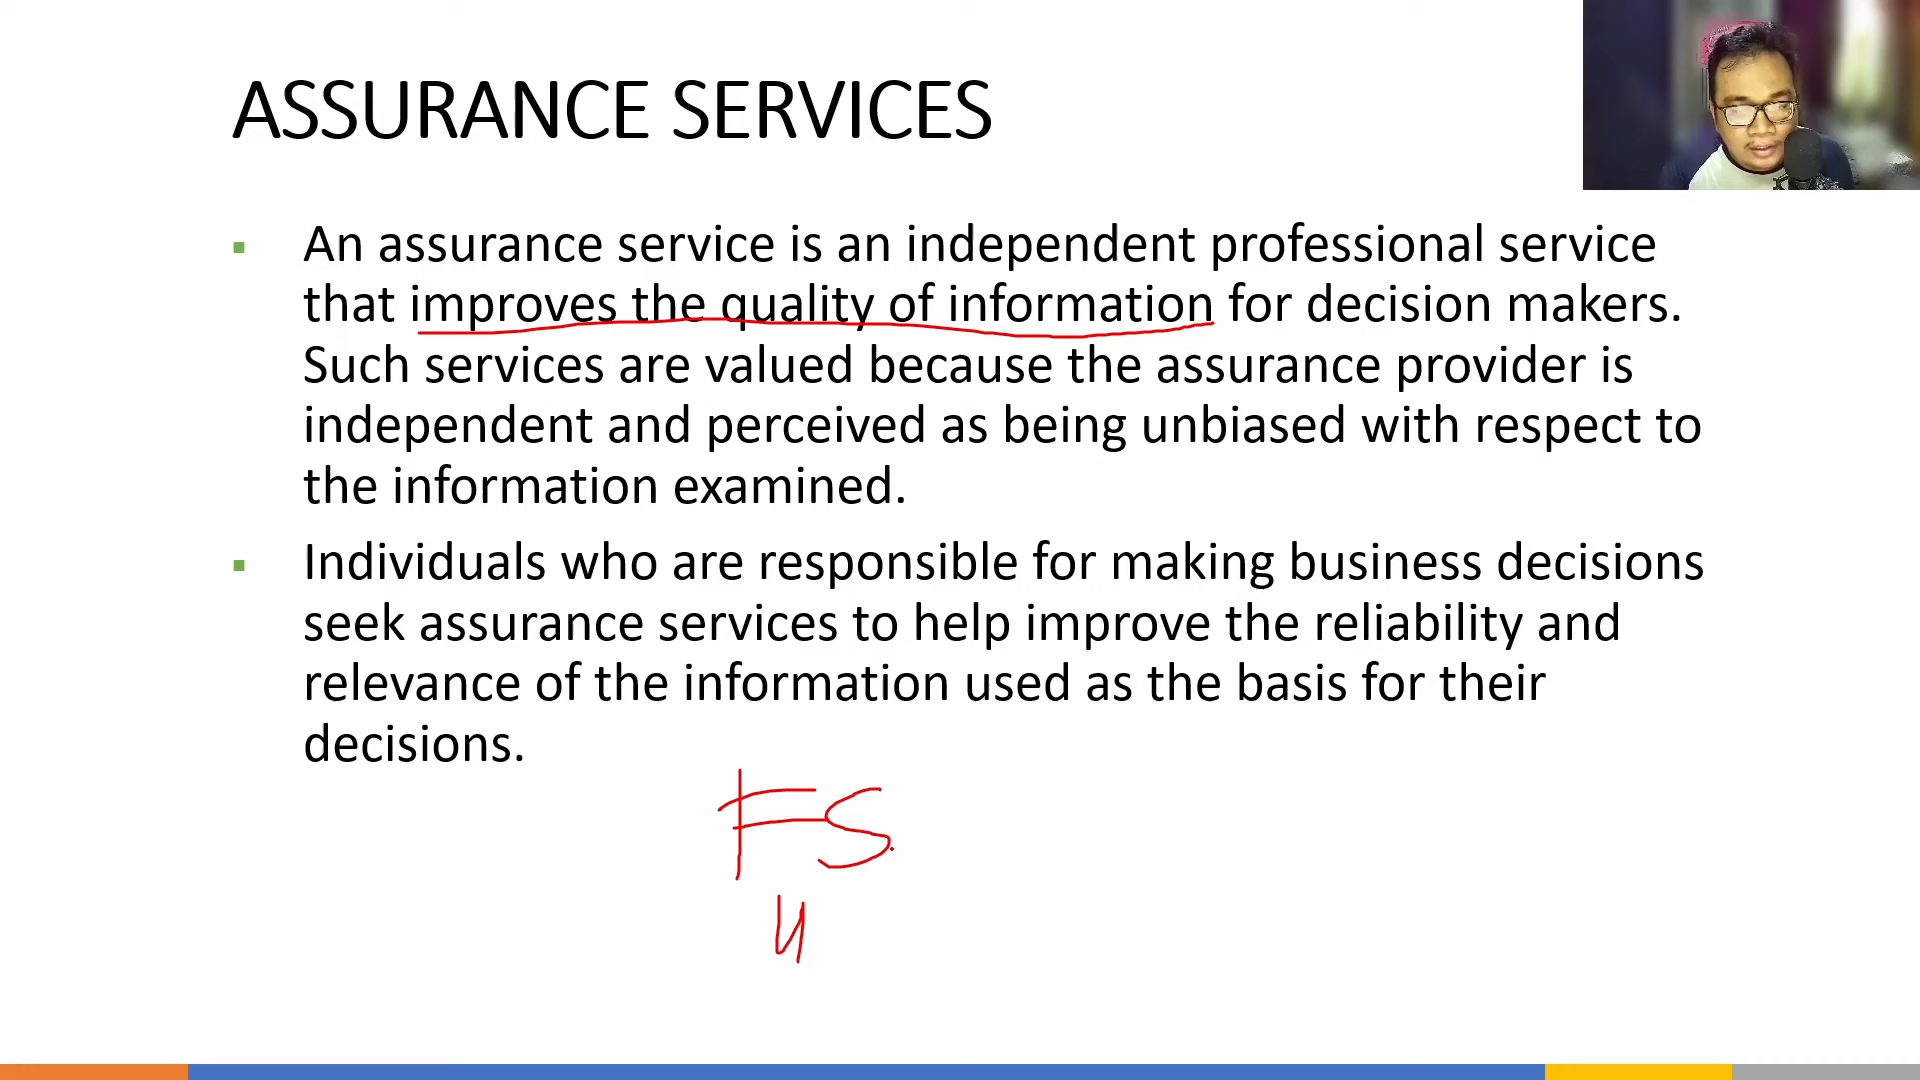 ASSURANCE SERVICES
▪ An assurance service is an independent professional service
that improves the quality of information for decision makers.
Such services are valued because the assurance provider is
independent and perceived as being unbiased with respect to
the information examined.
▪ Individuals who are responsible for making business decisions
seek assurance services to help improve the reliability and
relevance of the information used as the basis for their
decisions.
FS